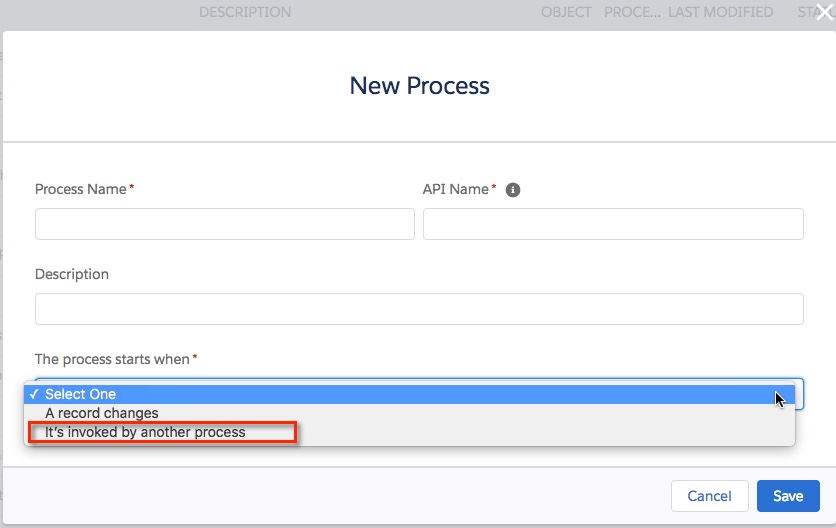 DESCRIPTION OBJECT PROCE... LAST MODIFIED
New Process
Process Name* API Name*
Description
The process starts when*
✓ Select One
A record changes
It's invoked by another process
Cancel Save